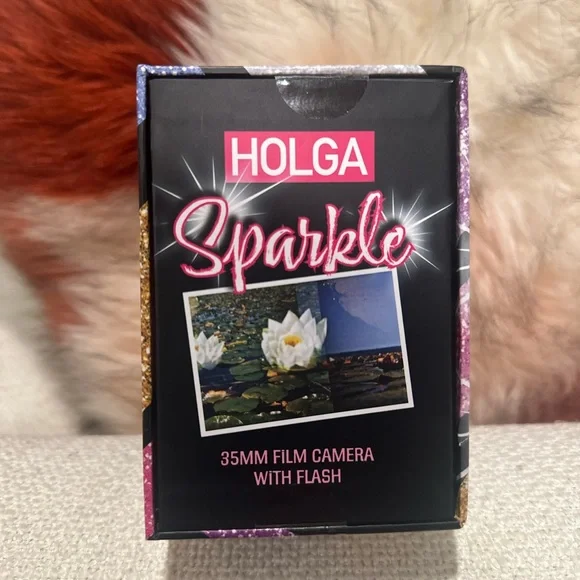 HOLGA
Sparkle
35MM FiLM CAMERA
WiTH FLASH